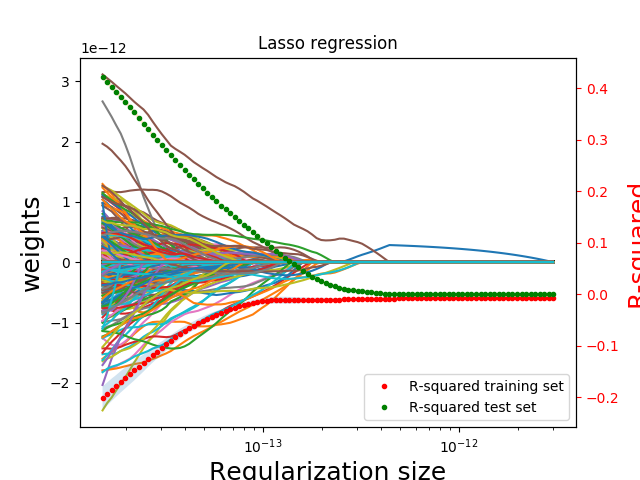 Lasso regression
1e−12
3
2
1
0
−1
−2
weights
0.4
0.3
0.2
0.1
0.0
−0.1
−0.2
R-squared
R-squared training set
R-squared test set
10⁻¹³
10⁻¹²
Regularization size